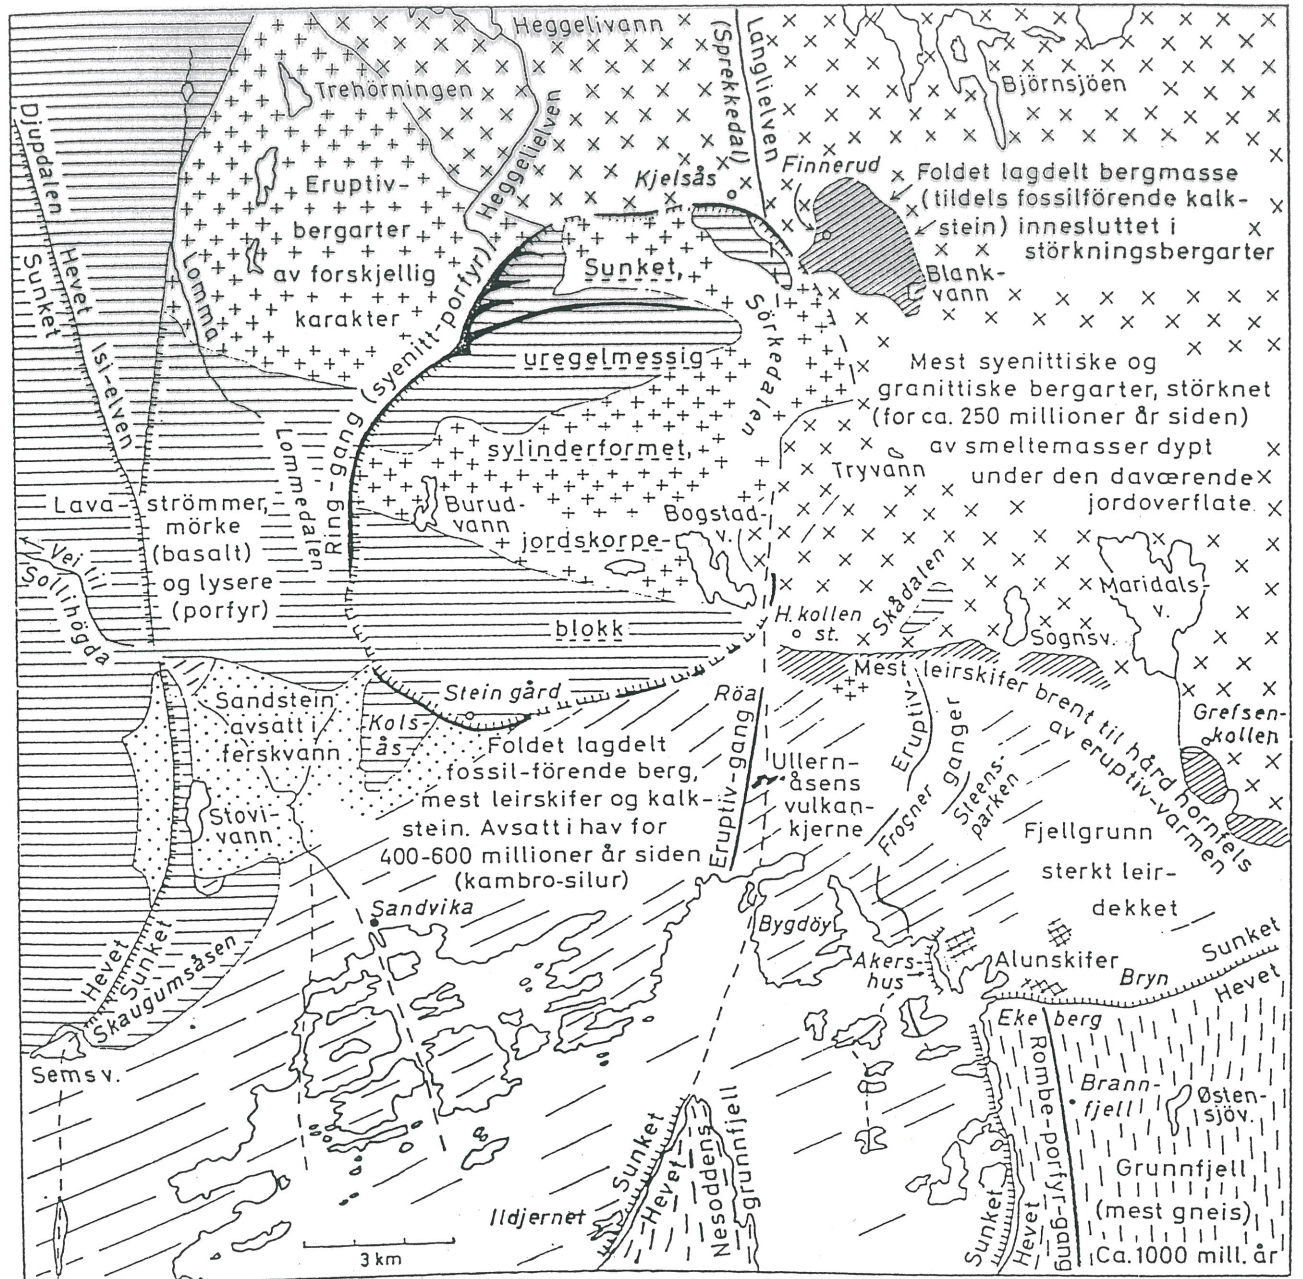 Heggelivann
Langlielven
(Sprekkedal)
Björnsjöen
Trehörningen
Djupdalen
Heggelielven
Finnerud
Kjelsås
Foldet lagdelt bergmasse
(tildels fossilförende kalk-
stein) innesluttet i
störkningsbergarter
Eruptiv-
bergarter
av forskjellig
karakter
Lomma
Hevet
Sunket
Blank-
vann
Sunket,
uregelmessig
sylinderformet,
jordskorpe-
blokk
Sörkedalen
Isi-elven
Ring-gang (syenitt-porfyr)
Lommedalen
Mest syenittiske og
granittiske bergarter, störknet
(for ca. 250 millioner år siden)
av smeltemasser dypt
under den daværende
jordoverflate.
Tryvann
Lava-strömmer,
mörke
(basalt)
og lysere
(porfyr)
Burud-
vann
Bogstad-
v.
Vei til
Sollihögda
Maridals-
v.
Skådalen
H.kollen
st.
Sognsv.
Mest leirskifer brent til hård hornfels
av eruptiv-varmen
Stein gård
Röa
Sandstein
avsatt i
ferskvann
Kols-
ås
Grefsen-
kollen
Foldet lagdelt
fossil-förende berg,
mest leirskifer og kalk-
stein. Avsatt i hav for
400-600 millioner år siden
(kambro-silur)
Eruptiv-gang
Ullern-
åsens
vulkan-
kjerne
Eruptiv
ganger
Frogner
Steens-
parken
Stovi-
vann
Fjellgrunn
sterkt leir-
dekket
Sandvika
Bygdöy
Akers-
hus
Alunskifer
Bryn
Sunket
Hevet
Hevet
Sunket
Skaugumsåsen
Semsv.
Ekeberg
Rombe-porfyr-gang
Brann-
fjell
Østen-
sjöv.
Grunnfjell
(mest gneis)
Ca. 1000 mill. år
Sunket
Hevet
Nesoddens
grunnfjell
Ildjernet
Sunket
Hevet
3 km